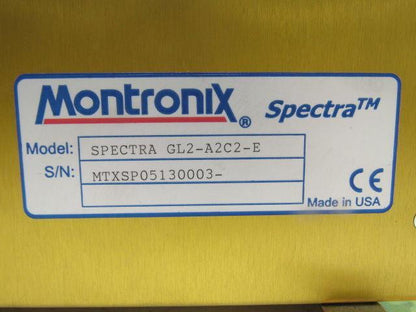 Montronix® Spectra™
Model: SPECTRA GL2-A2C2-E
S/N: MTXSP05130003-
CE
Made in USA